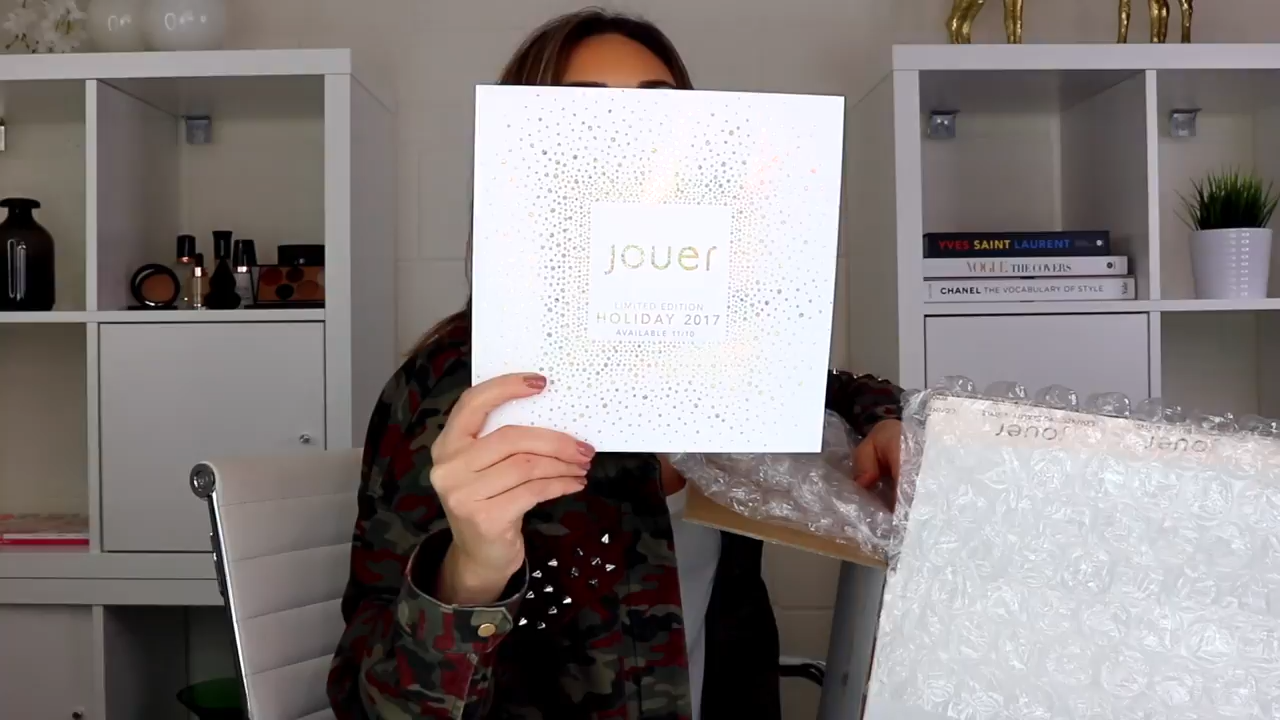 jouer
LIMITED EDITION
HOLIDAY 2017
AVAILABLE 11/10
YVES SAINT LAURENT
VOGUE THE COVERS
CHANEL THE VOCABULARY OF STYLE
jouer
jouer